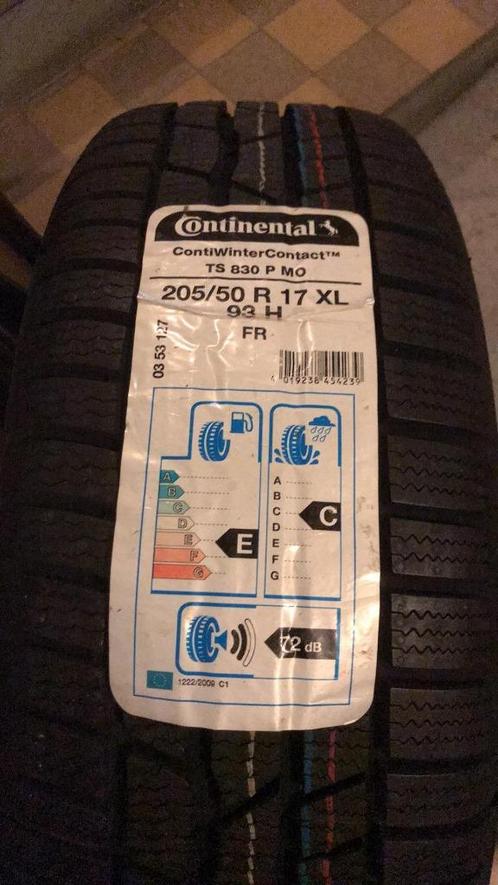 Continental
ContiWinterContact™
TS 830 P MO
205/50 R 17 XL
93 H
FR
03 53 127
4 019238 454239
A
B
C
D
E
F
G
E
A
B
C
D
E
F
G
C
72 dB
1222/2009 C1